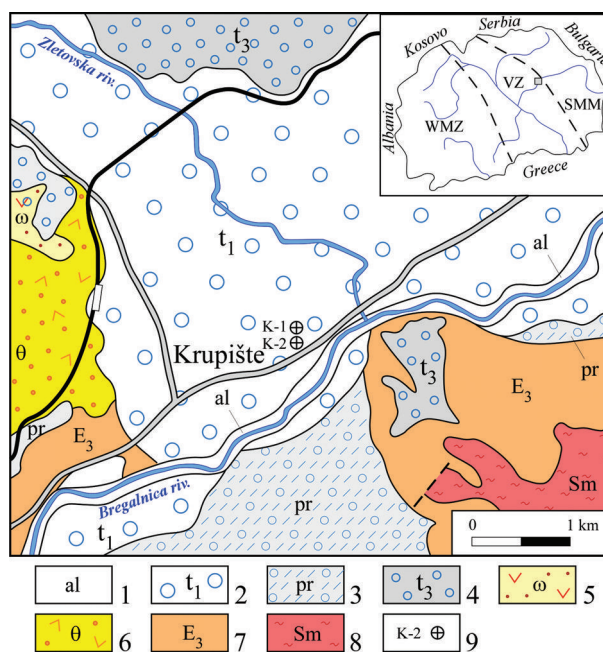 t₃
Zletovska riv.
Kosovo
Serbia
Bulgaria
Albania
WMZ
VZ
SMM
Greece
ω
t₁
al
K-1
K-2
Krupište
θ
t₃
pr
pr
E₃
al
E₃
pr
Sm
Bregalnica riv.
t₁
0 1 km
al 1
t₁ 2
pr 3
t₃ 4
ω 5
θ 6
E₃ 7
Sm 8
K-2 9